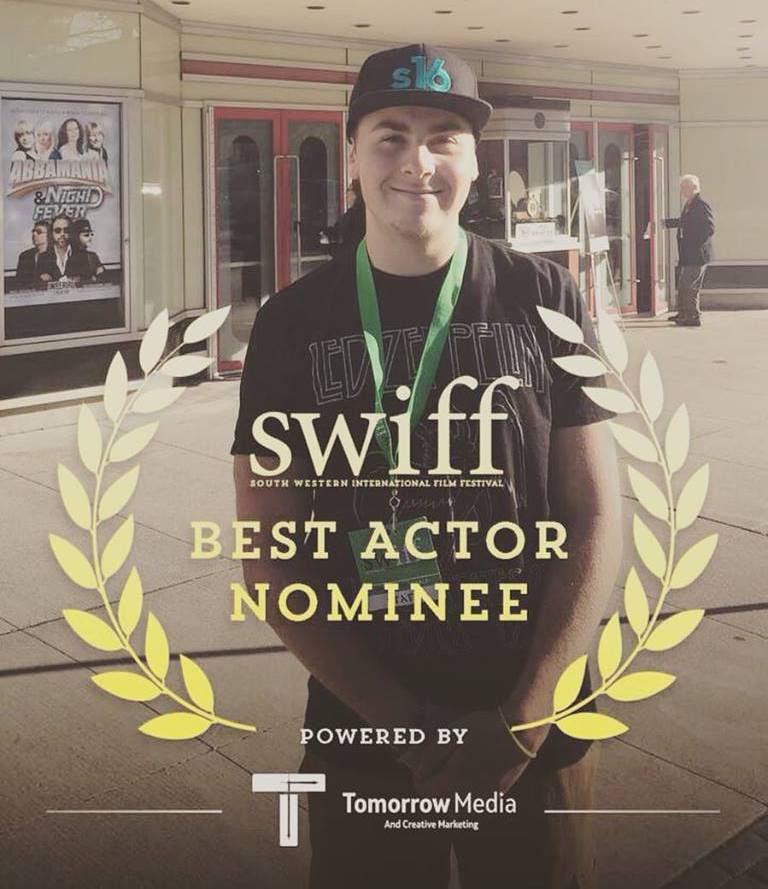 s16
ABBAMANIA
& NIGHT
FEVER
LED ZEPPELIN
swiff
SOUTH WESTERN INTERNATIONAL FILM FESTIVAL
BEST ACTOR
NOMINEE
POWERED BY
T
Tomorrow Media
And Creative Marketing